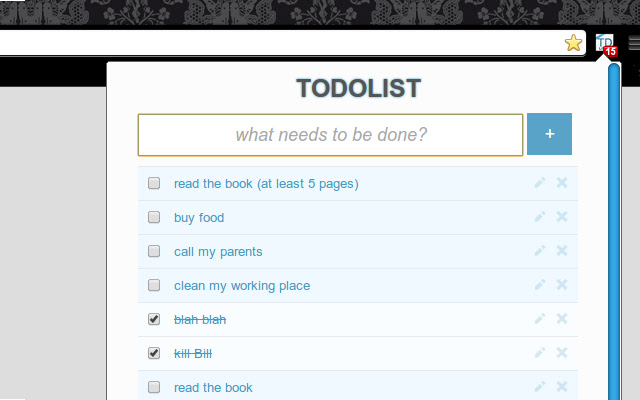 TD
15
TODOLIST
what needs to be done?
+
read the book (at least 5 pages)
buy food
call my parents
clean my working place
blah blah
kill Bill
read the book